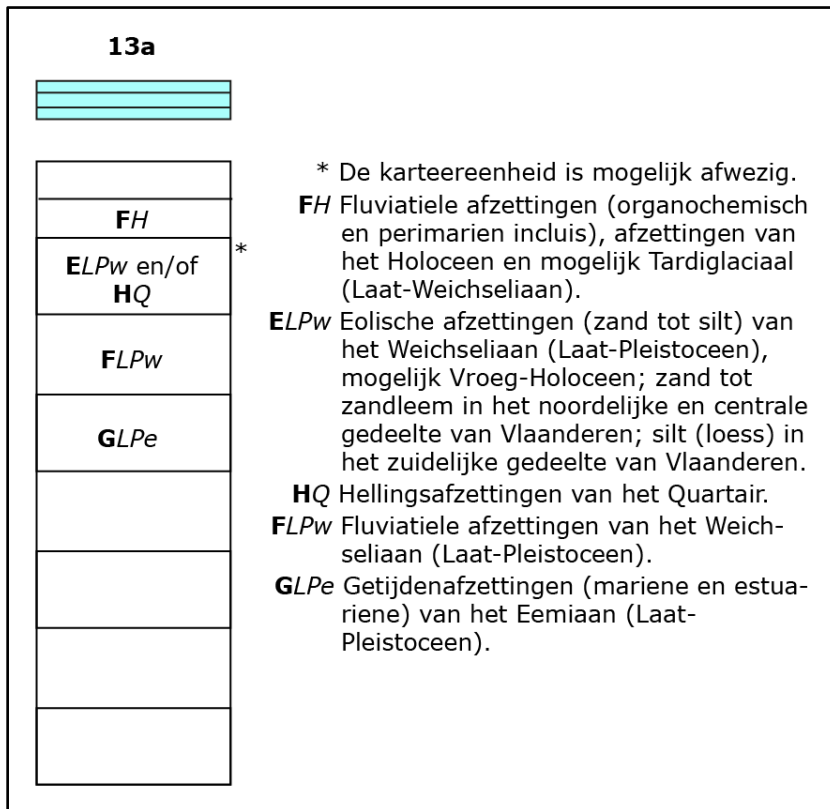 13a
* De karteereenheid is mogelijk afwezig.
FH Fluviatiele afzettingen (organochemisch
en perimarien incluis), afzettingen van
het Holoceen en mogelijk Tardiglaciaal
(Laat-Weichseliaan).
ELPw Eolische afzettingen (zand tot silt) van
het Weichseliaan (Laat-Pleistoceen),
mogelijk Vroeg-Holoceen; zand tot
zandleem in het noordelijke en centrale
gedeelte van Vlaanderen; silt (loess) in
het zuidelijke gedeelte van Vlaanderen.
HQ Hellingsafzettingen van het Quartair.
FLPw Fluviatiele afzettingen van het Weich-
seliaan (Laat-Pleistoceen).
GLPe Getijdenafzettingen (mariene en estua-
riene) van het Eemiaan (Laat-
Pleistoceen).
FH
ELPw en/of
HQ
*
FLPw
GLPe